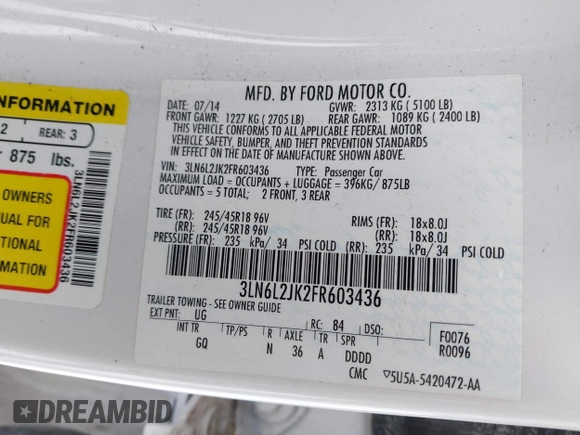 NFORMATION
2 REAR: 3
875 lbs.
OWNERS
UAL FOR
ATIONAL
RMATION
3LN6L2JK2FR603436
MFD. BY FORD MOTOR CO.
DATE: 07/14 GVWR: 2313 KG ( 5100 LB)
FRONT GAWR: 1227 KG ( 2705 LB) REAR GAWR: 1089 KG ( 2400 LB)
THIS VEHICLE CONFORMS TO ALL APPLICABLE FEDERAL MOTOR
VEHICLE SAFETY, BUMPER, AND THEFT PREVENTION STANDARDS
IN EFFECT ON THE DATE OF MANUFACTURE SHOWN ABOVE.
VIN: 3LN6L2JK2FR603436 TYPE: Passenger Car
MAXIMUM LOAD = OCCUPANTS + LUGGAGE = 396KG/ 875LB
OCCUPANTS = 5 TOTAL; 2 FRONT, 3 REAR
TIRE (FR): 245/45R18 96V RIMS (FR): 18x8.0J
(RR): 245/45R18 96V (RR): 18x8.0J
PRESSURE (FR): 235 kPa/ 34 PSI COLD (RR): 235 kPa/ 34 PSI COLD
3LN6L2JK2FR603436
TRAILER TOWING - SEE OWNER GUIDE
EXT PNT: UG RC: 84 DSO: F0076
R0096
INT TR TP/PS R AXLE TR SPR
GQ N 36 A DDDD
CMC 5U5A-5420472-AA
DREAMBID